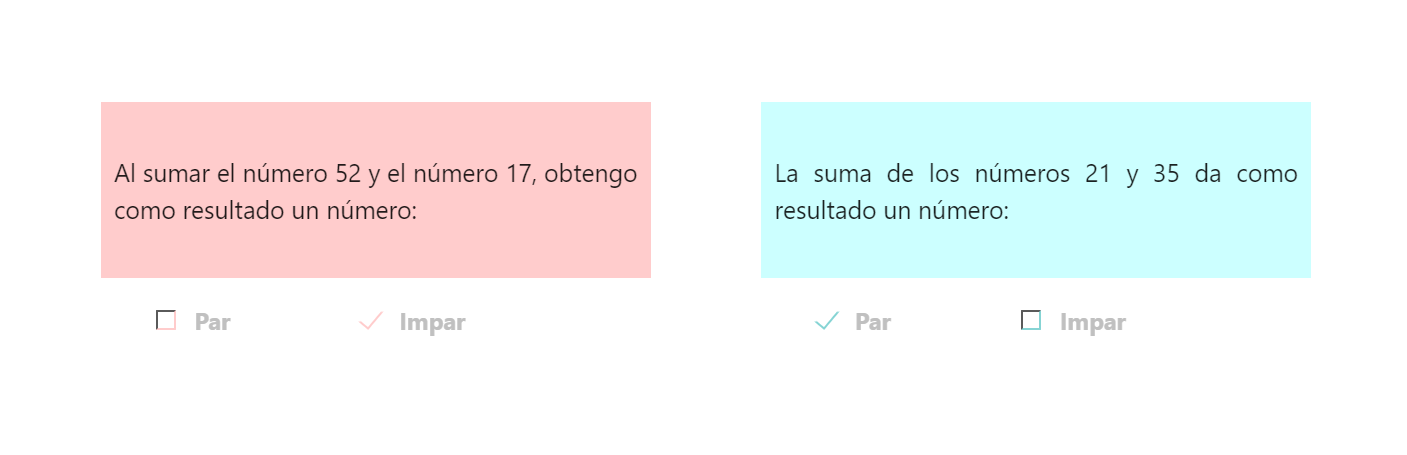 Al sumar el número 52 y el número 17, obtengo
como resultado un número:
Par
Impar
La suma de los números 21 y 35 da como
resultado un número:
Par
Impar